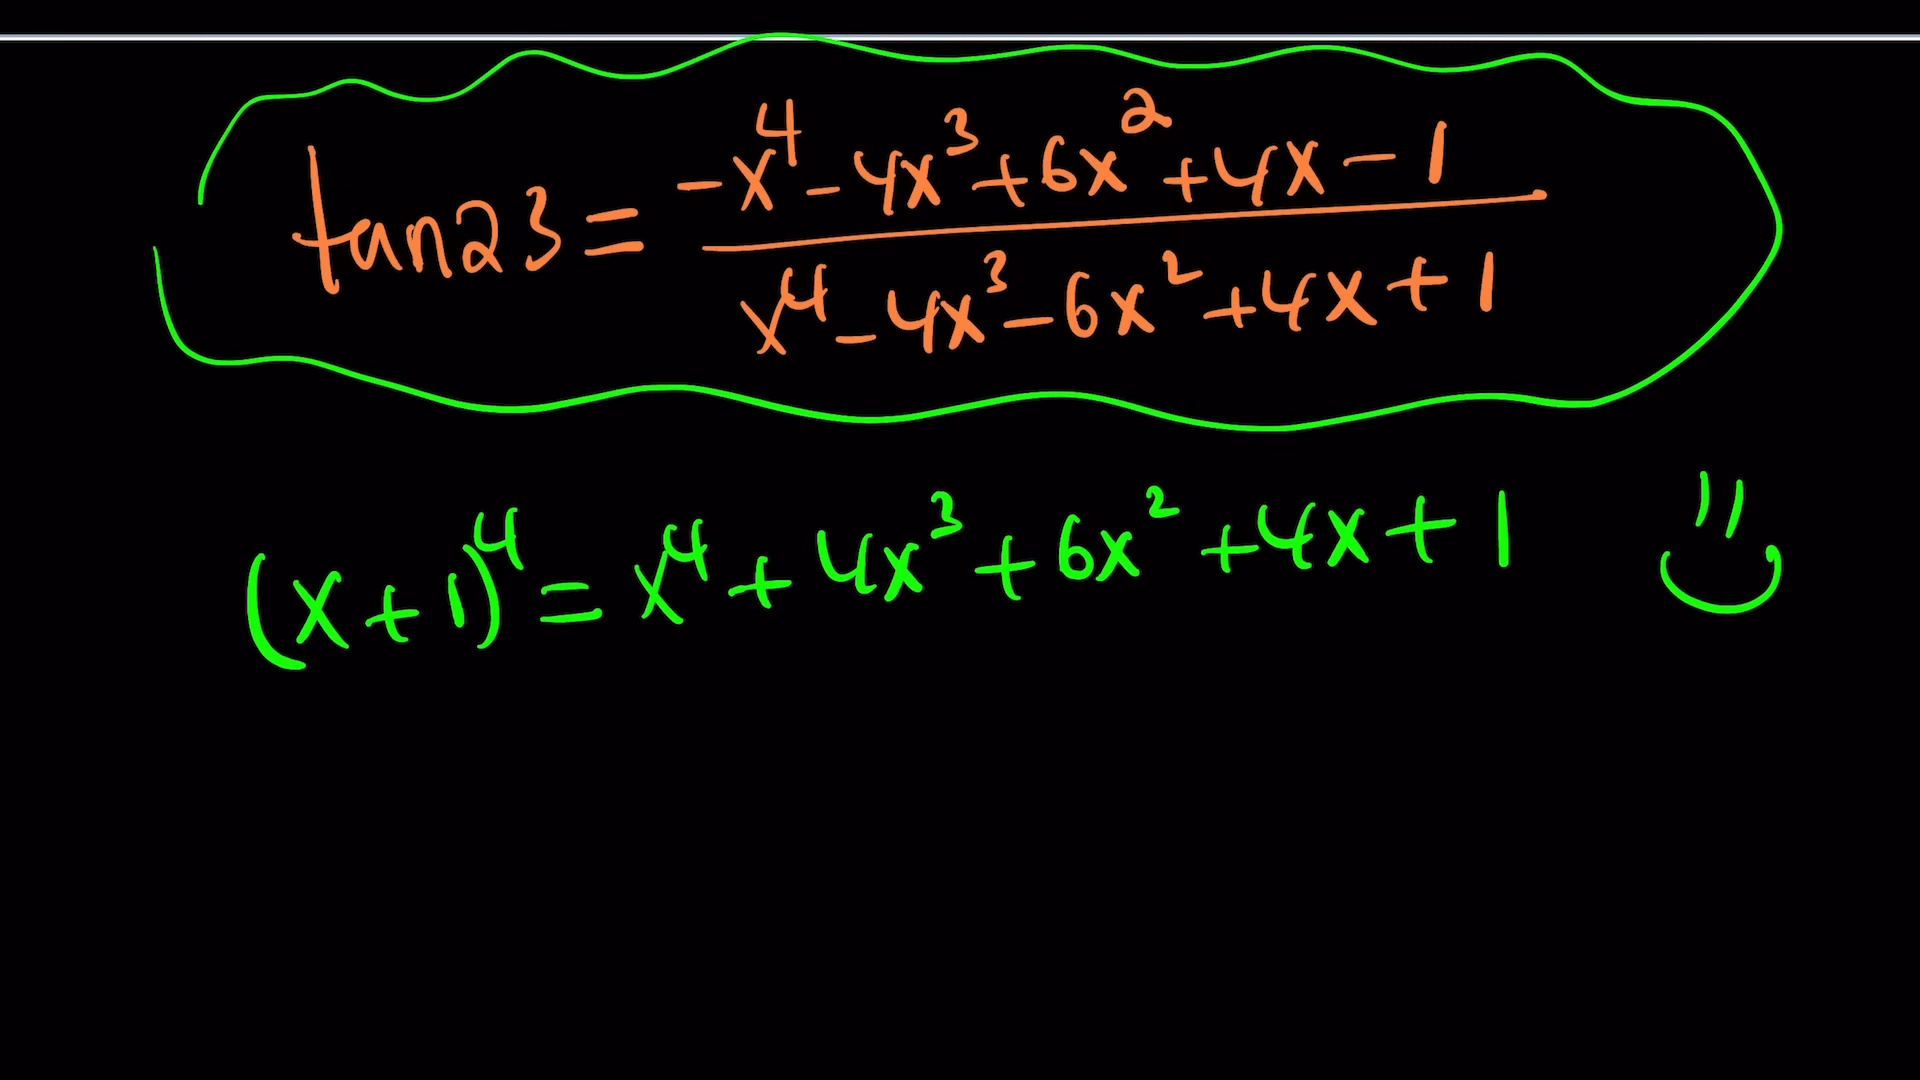 tan23 = (-x⁴ - 4x³ + 6x² + 4x - 1) / (x⁴ - 4x³ - 6x² + 4x + 1)
(x+1)⁴ = x⁴ + 4x³ + 6x² + 4x + 1